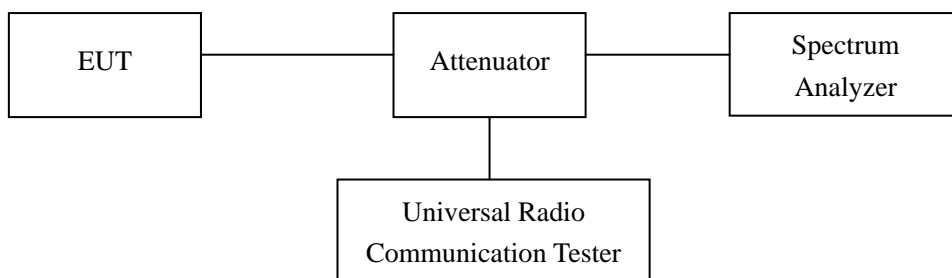 EUT
Attenuator
Spectrum
Analyzer
Universal Radio
Communication Tester